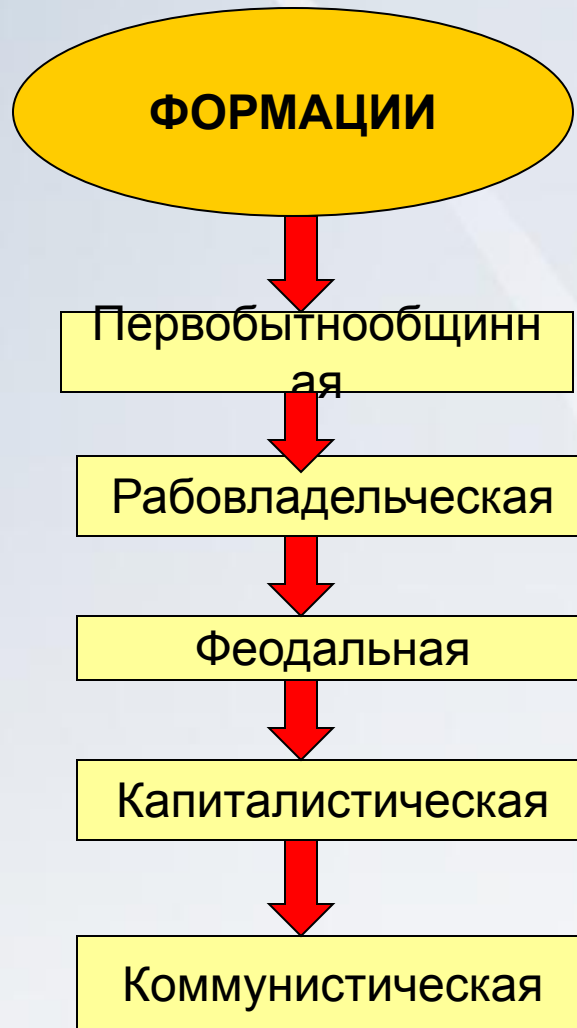 ФОРМАЦИИ
Первобытнообщинн
ая
Рабовладельческая
Феодальная
Капиталистическая
Коммунистическая